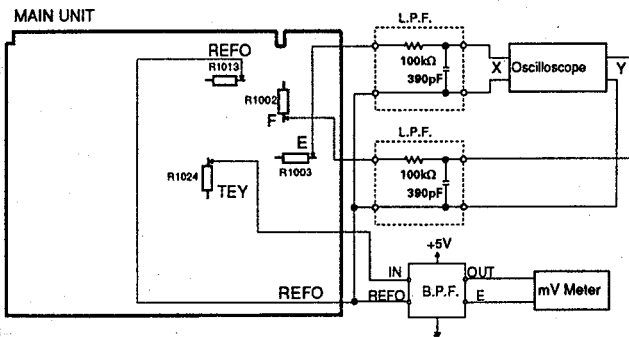 MAIN UNIT
REFO
R1013
R1002
F
E
R1003
R1024
TEY
REFO
L.P.F.
100kΩ
390pF
X
Oscilloscope
Y
L.P.F.
100kΩ
390pF
+5V
IN
OUT
REFO
B.P.F.
E
mV Meter